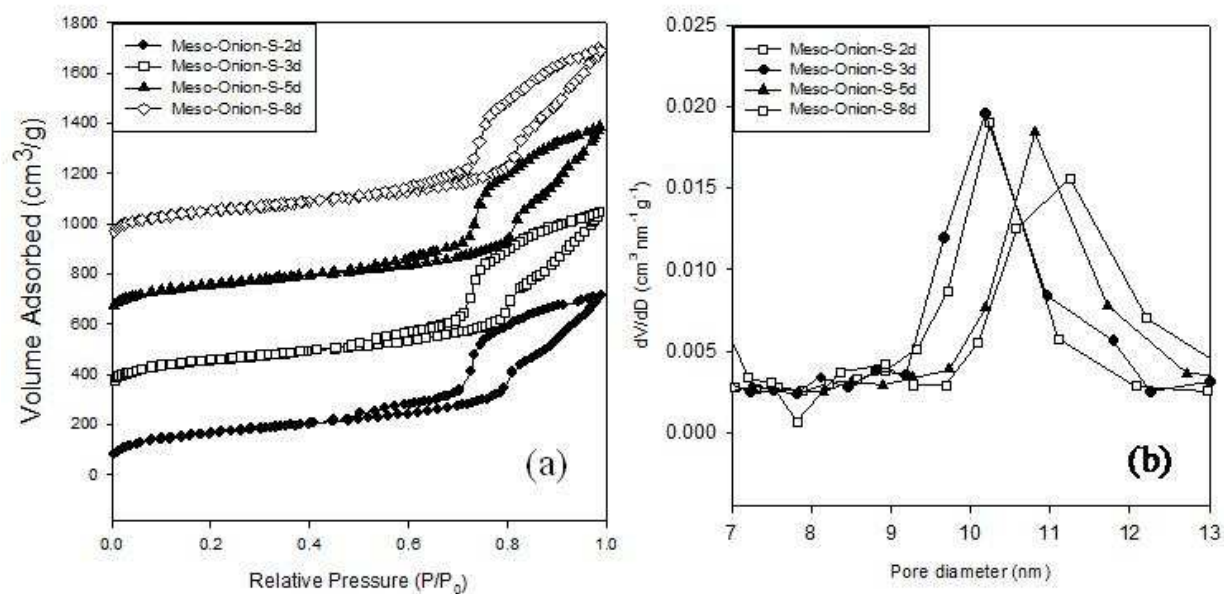 Meso-Onion-S-2d
Meso-Onion-S-3d
Meso-Onion-S-5d
Meso-Onion-S-8d
1800
1600
1400
1200
1000
800
600
400
200
0
Volume Adsorbed (cm³/g)
(a)
0.0 0.2 0.4 0.6 0.8 1.0
Relative Pressure (P/P₀)
Meso-Onion-S-2d
Meso-Onion-S-3d
Meso-Onion-S-5d
Meso-Onion-S-8d
0.025
0.020
0.015
0.010
0.005
0.000
dV/dD (cm³ nm⁻¹ g⁻¹)
(b)
7 8 9 10 11 12 13
Pore diameter (nm)